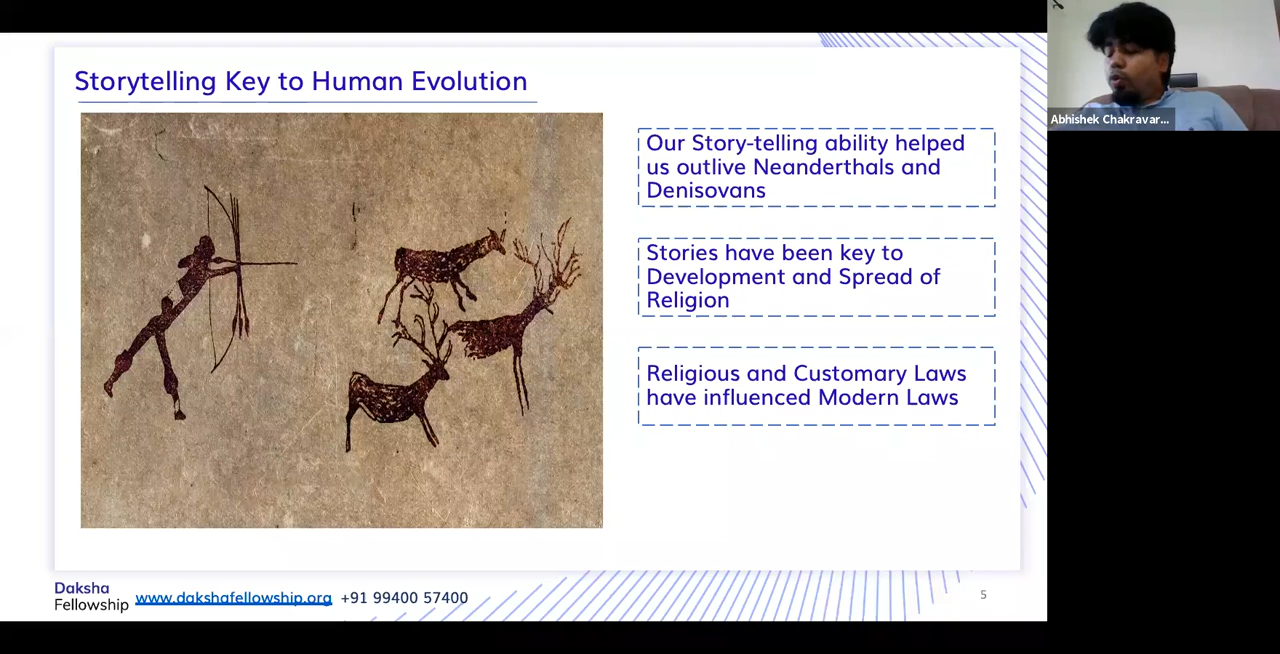 Storytelling Key to Human Evolution
Our Story-telling ability helped
us outlive Neanderthals and
Denisovans
Stories have been key to
Development and Spread of
Religion
Religious and Customary Laws
have influenced Modern Laws
Daksha
Fellowship
www.dakshafellowship.org +91 99400 57400
5
Abhishek Chakravar...